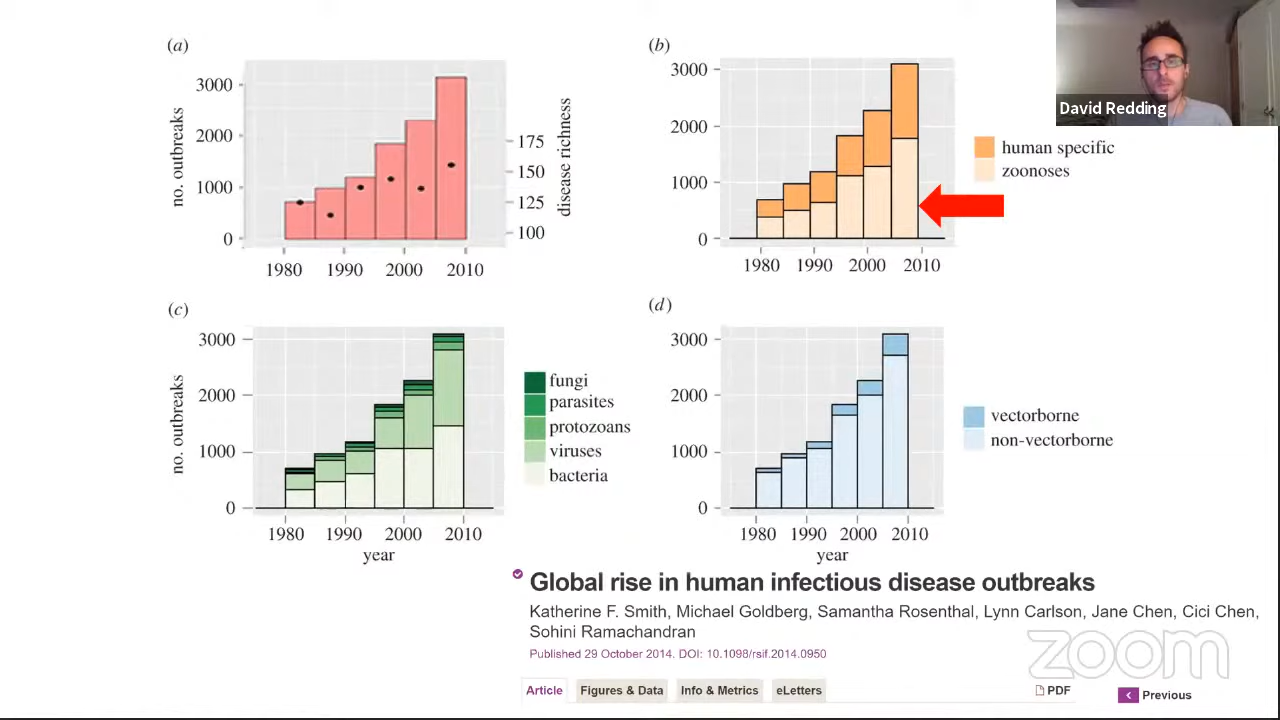 (a)
no. outbreaks
3000
2000
1000
0
175
150
125
100
disease richness
1980 1990 2000 2010
(b)
3000
2000
1000
0
1980 1990 2000 2010
human specific
zoonoses
David Redding
(c)
no. outbreaks
3000
2000
1000
0
1980 1990 2000 2010
year
fungi
parasites
protozoans
viruses
bacteria
(d)
3000
2000
1000
0
1980 1990 2000 2010
year
vectorborne
non-vectorborne
Global rise in human infectious disease outbreaks
Katherine F. Smith, Michael Goldberg, Samantha Rosenthal, Lynn Carlson, Jane Chen, Cici Chen,
Sohini Ramachandran
Published 29 October 2014. DOI: 10.1098/rsif.2014.0950
zoom
Article Figures & Data Info & Metrics eLetters PDF Previous